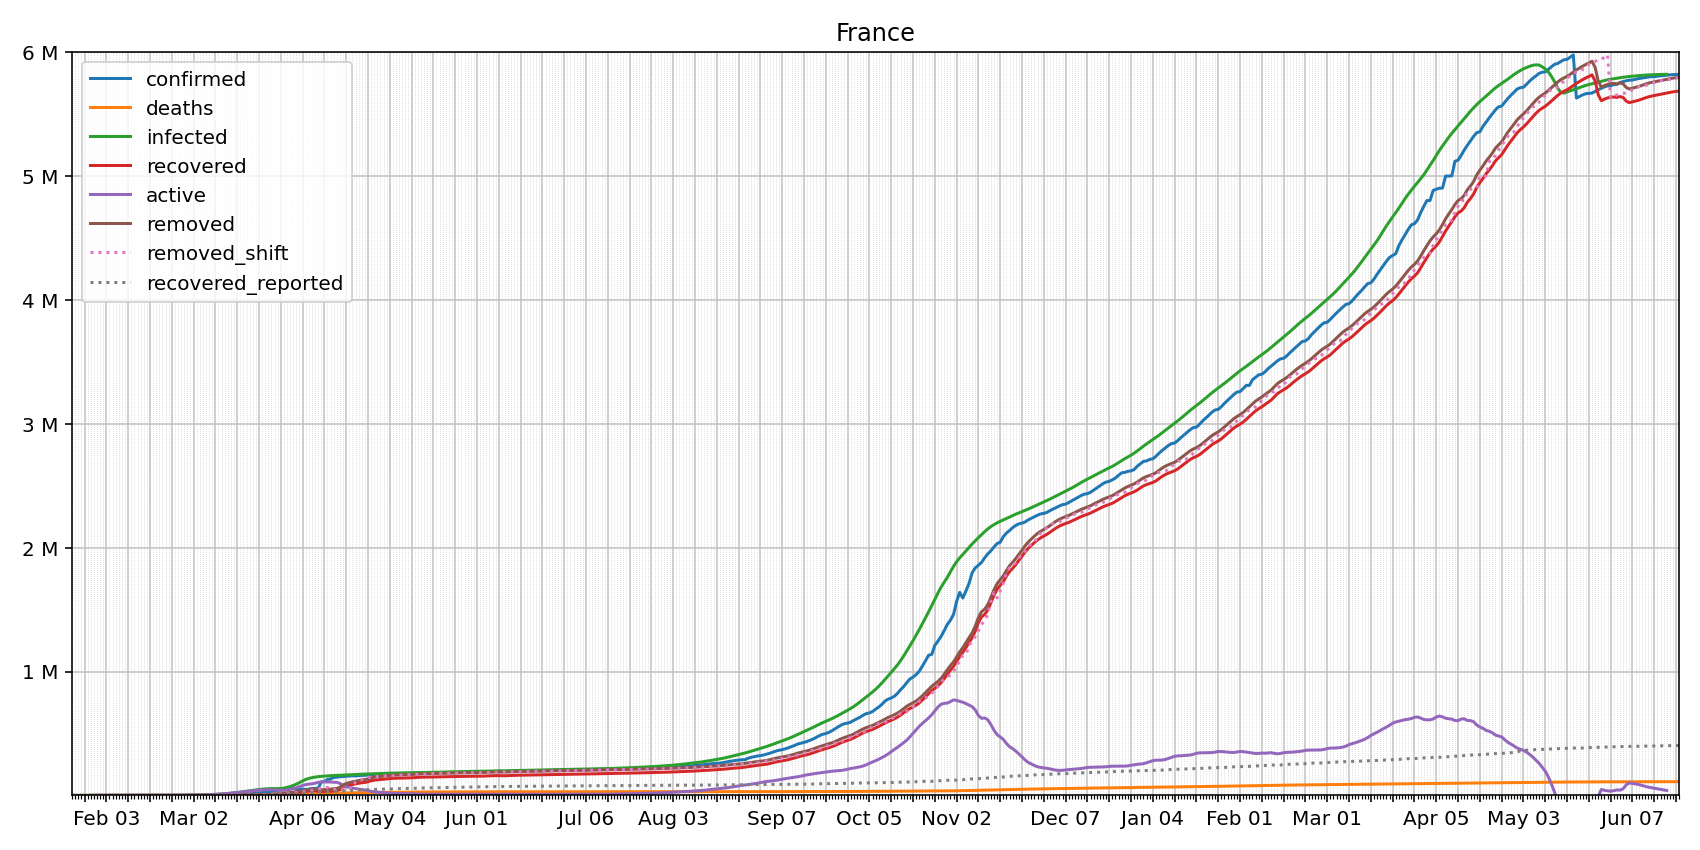 France
6 M
5 M
4 M
3 M
2 M
1 M
confirmed
deaths
infected
recovered
active
removed
removed_shift
recovered_reported
Feb 03 Mar 02 Apr 06 May 04 Jun 01 Jul 06 Aug 03 Sep 07 Oct 05 Nov 02 Dec 07 Jan 04 Feb 01 Mar 01 Apr 05 May 03 Jun 07